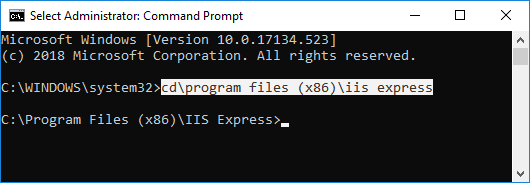 Select Administrator: Command Prompt
Microsoft Windows [Version 10.0.17134.523]
(c) 2018 Microsoft Corporation. All rights reserved.
C:\WINDOWS\system32>cd\program files (x86)\iis express
C:\Program Files (x86)\IIS Express>